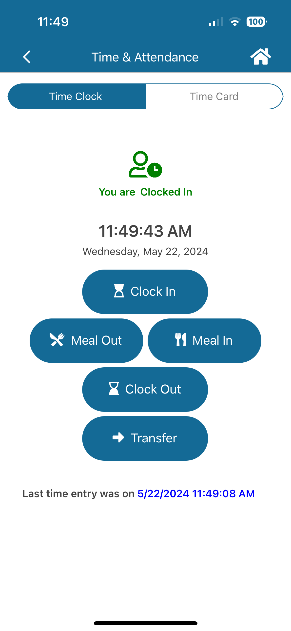 11:49
100
Time & Attendance
Time Clock Time Card
You are Clocked In
11:49:43 AM
Wednesday, May 22, 2024
Clock In
Meal Out Meal In
Clock Out
Transfer
Last time entry was on 5/22/2024 11:49:08 AM